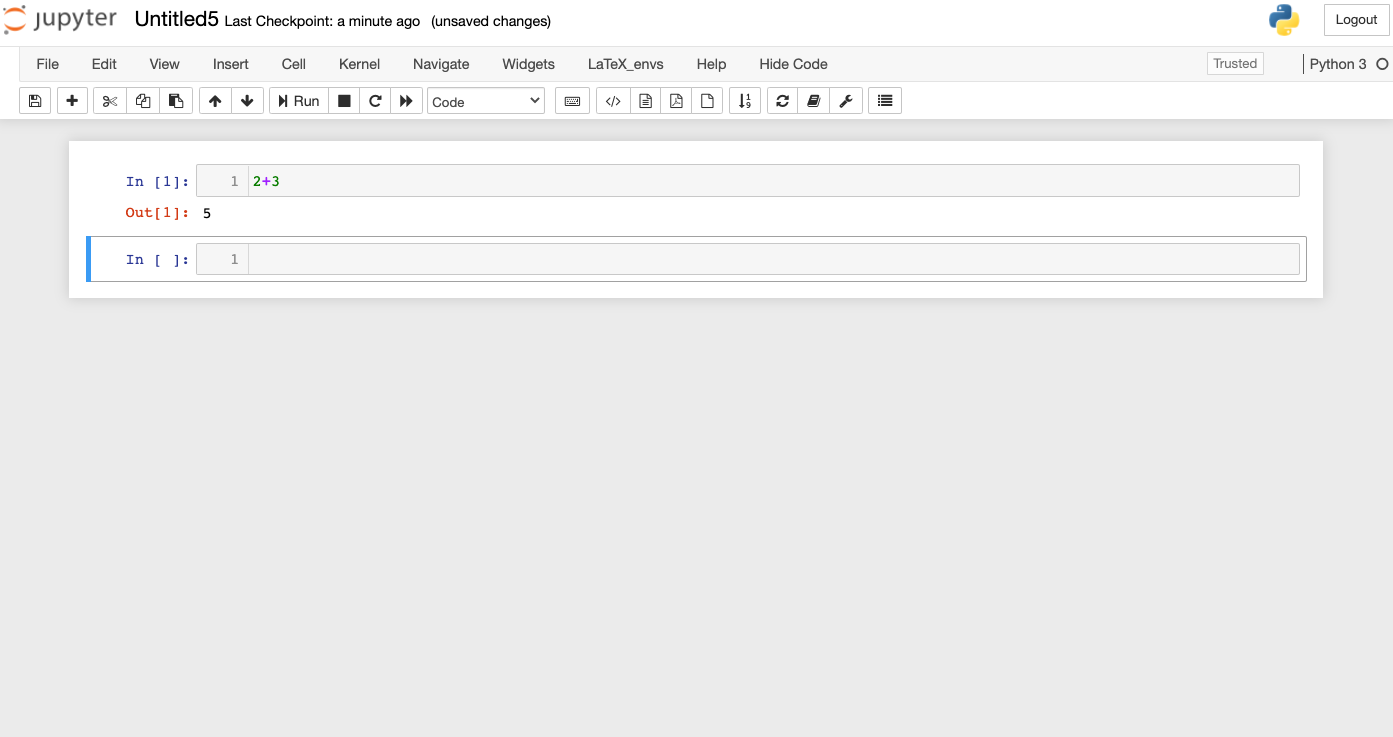 jupyter Untitled5 Last Checkpoint: a minute ago (unsaved changes) Logout
File Edit View Insert Cell Kernel Navigate Widgets LaTeX_envs Help Hide Code Trusted Python 3
Run Code
In [1]: 1 2+3
Out[1]: 5
In [ ]: 1